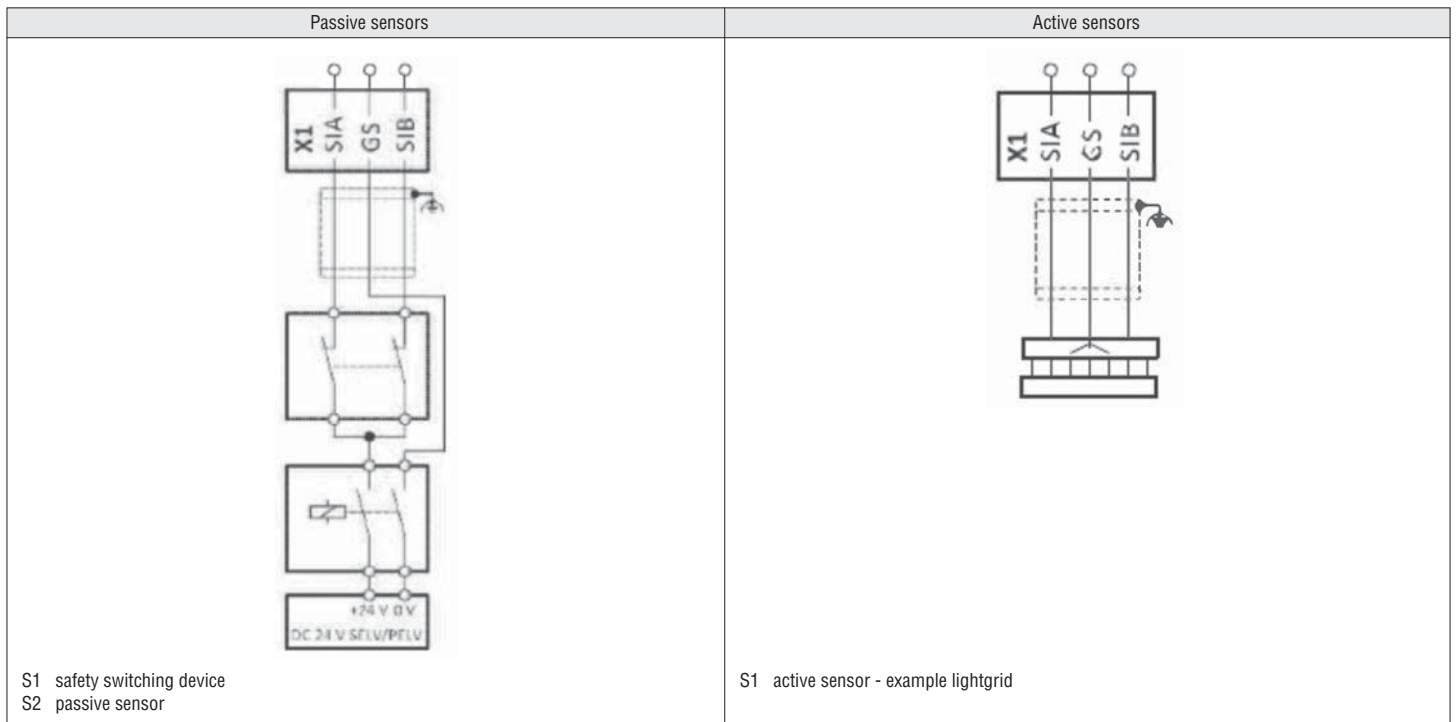 Passive sensors
Active sensors
X1
SIA
GS
SIB
+24 V 0 V
DC 24 V SELV/PELV
S1 safety switching device
S2 passive sensor
X1
SIA
GS
SIB
S1 active sensor - example lightgrid